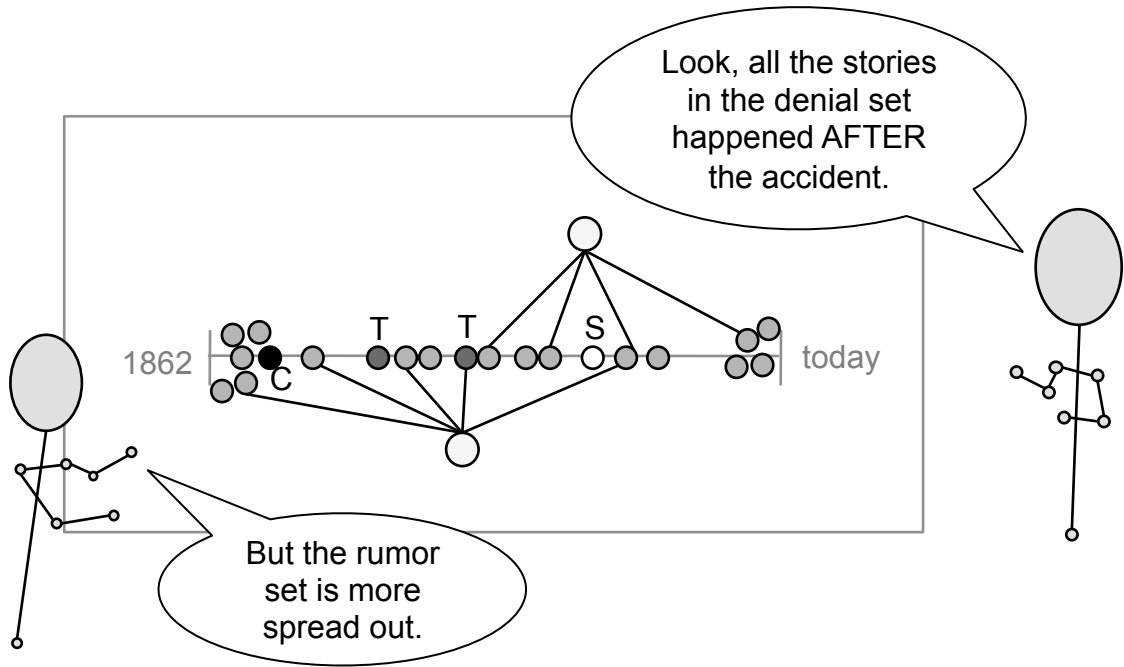 Look, all the stories
in the denial set
happened AFTER
the accident.
T
T
S
1862
today
C
But the rumor
set is more
spread out.